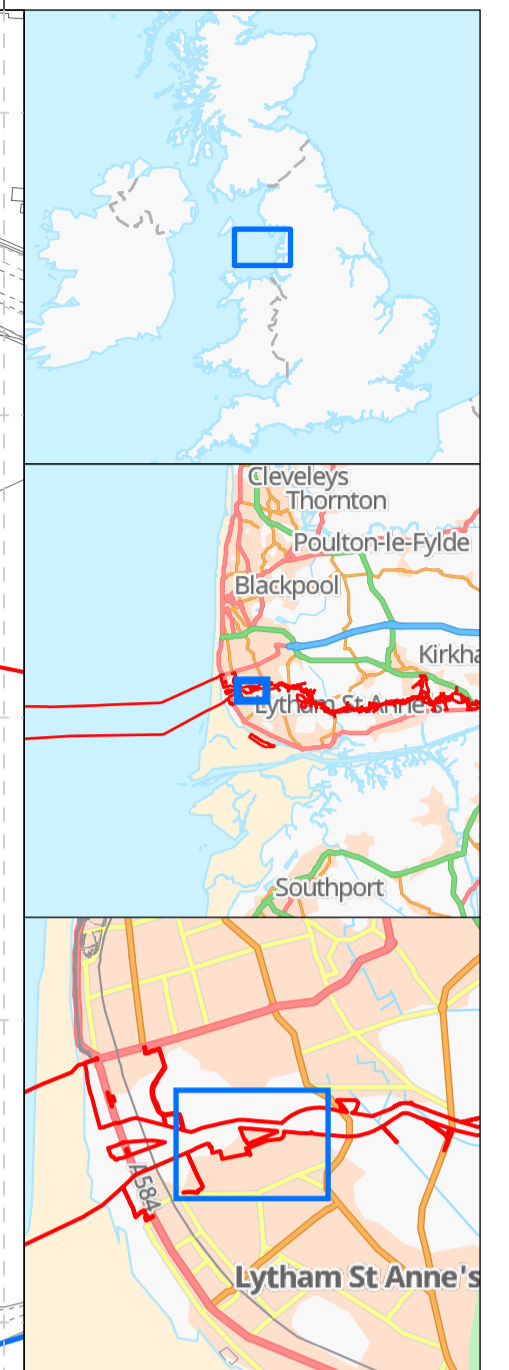 Cleveleys
Thornton
Poulton-le-Fylde
Blackpool
Kirkha
Lytham St Anne's
Southport
A584
Lytham St Anne's